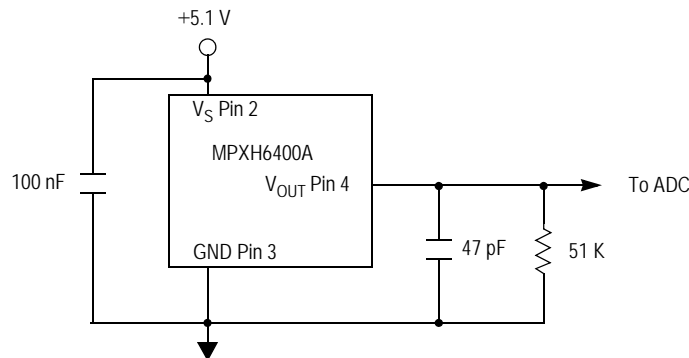 +5.1 V
V_S Pin 2
MPXH6400A
100 nF
V_OUT Pin 4
To ADC
GND Pin 3
47 pF
51 K